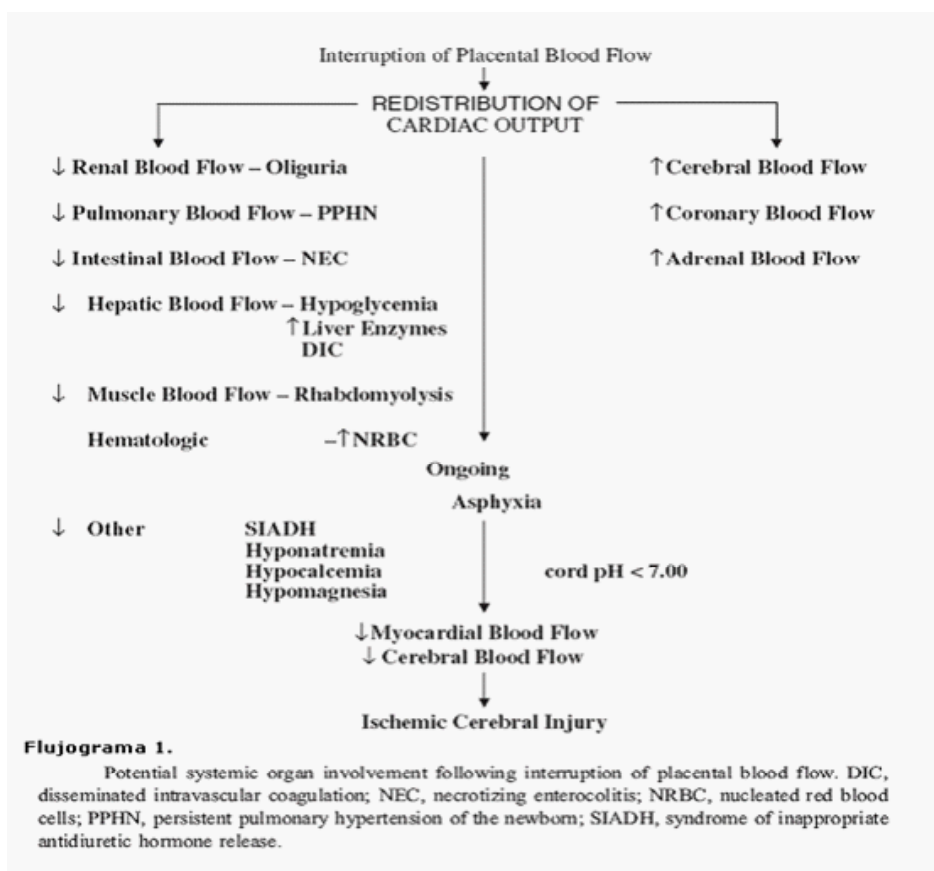 Interruption of Placental Blood Flow
REDISTRIBUTION OF
CARDIAC OUTPUT
↓ Renal Blood Flow – Oliguria
↓ Pulmonary Blood Flow – PPHN
↓ Intestinal Blood Flow – NEC
↓ Hepatic Blood Flow – Hypoglycemia
↑ Liver Enzymes
DIC
↓ Muscle Blood Flow – Rhabdomyolysis
Hematologic –↑NRBC
↑ Cerebral Blood Flow
↑ Coronary Blood Flow
↑ Adrenal Blood Flow
Ongoing
Asphyxia
↓ Other SIADH
Hyponatremia
Hypocalcemia
Hypomagnesia
cord pH < 7.00
↓Myocardial Blood Flow
↓ Cerebral Blood Flow
Ischemic Cerebral Injury
Flujograma 1.
Potential systemic organ involvement following interruption of placental blood flow. DIC,
disseminated intravascular coagulation; NEC, necrotizing enterocolitis; NRBC, nucleated red blood
cells; PPHN, persistent pulmonary hypertension of the newborn; SIADH, syndrome of inappropriate
antidiuretic hormone release.